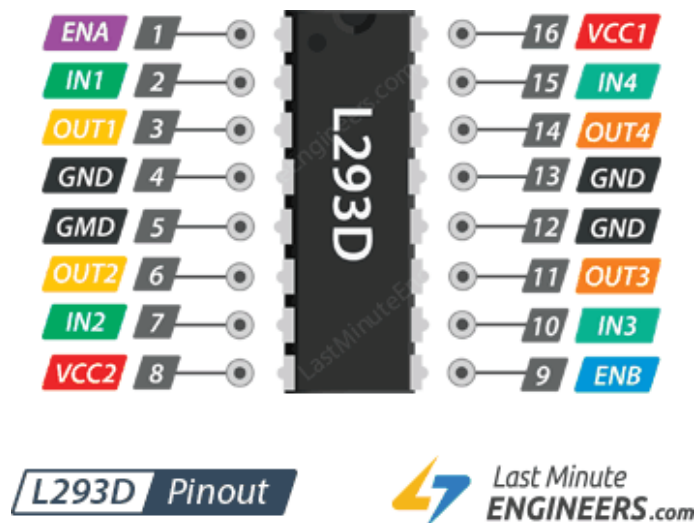 ENA 1 16 VCC1
IN1 2 15 IN4
OUT1 3 14 OUT4
GND 4 13 GND
GMD 5 12 GND
OUT2 6 11 OUT3
IN2 7 10 IN3
VCC2 8 9 ENB
L293D
LastMinuteEngineers.com
L293D Pinout
Last Minute
ENGINEERS.com